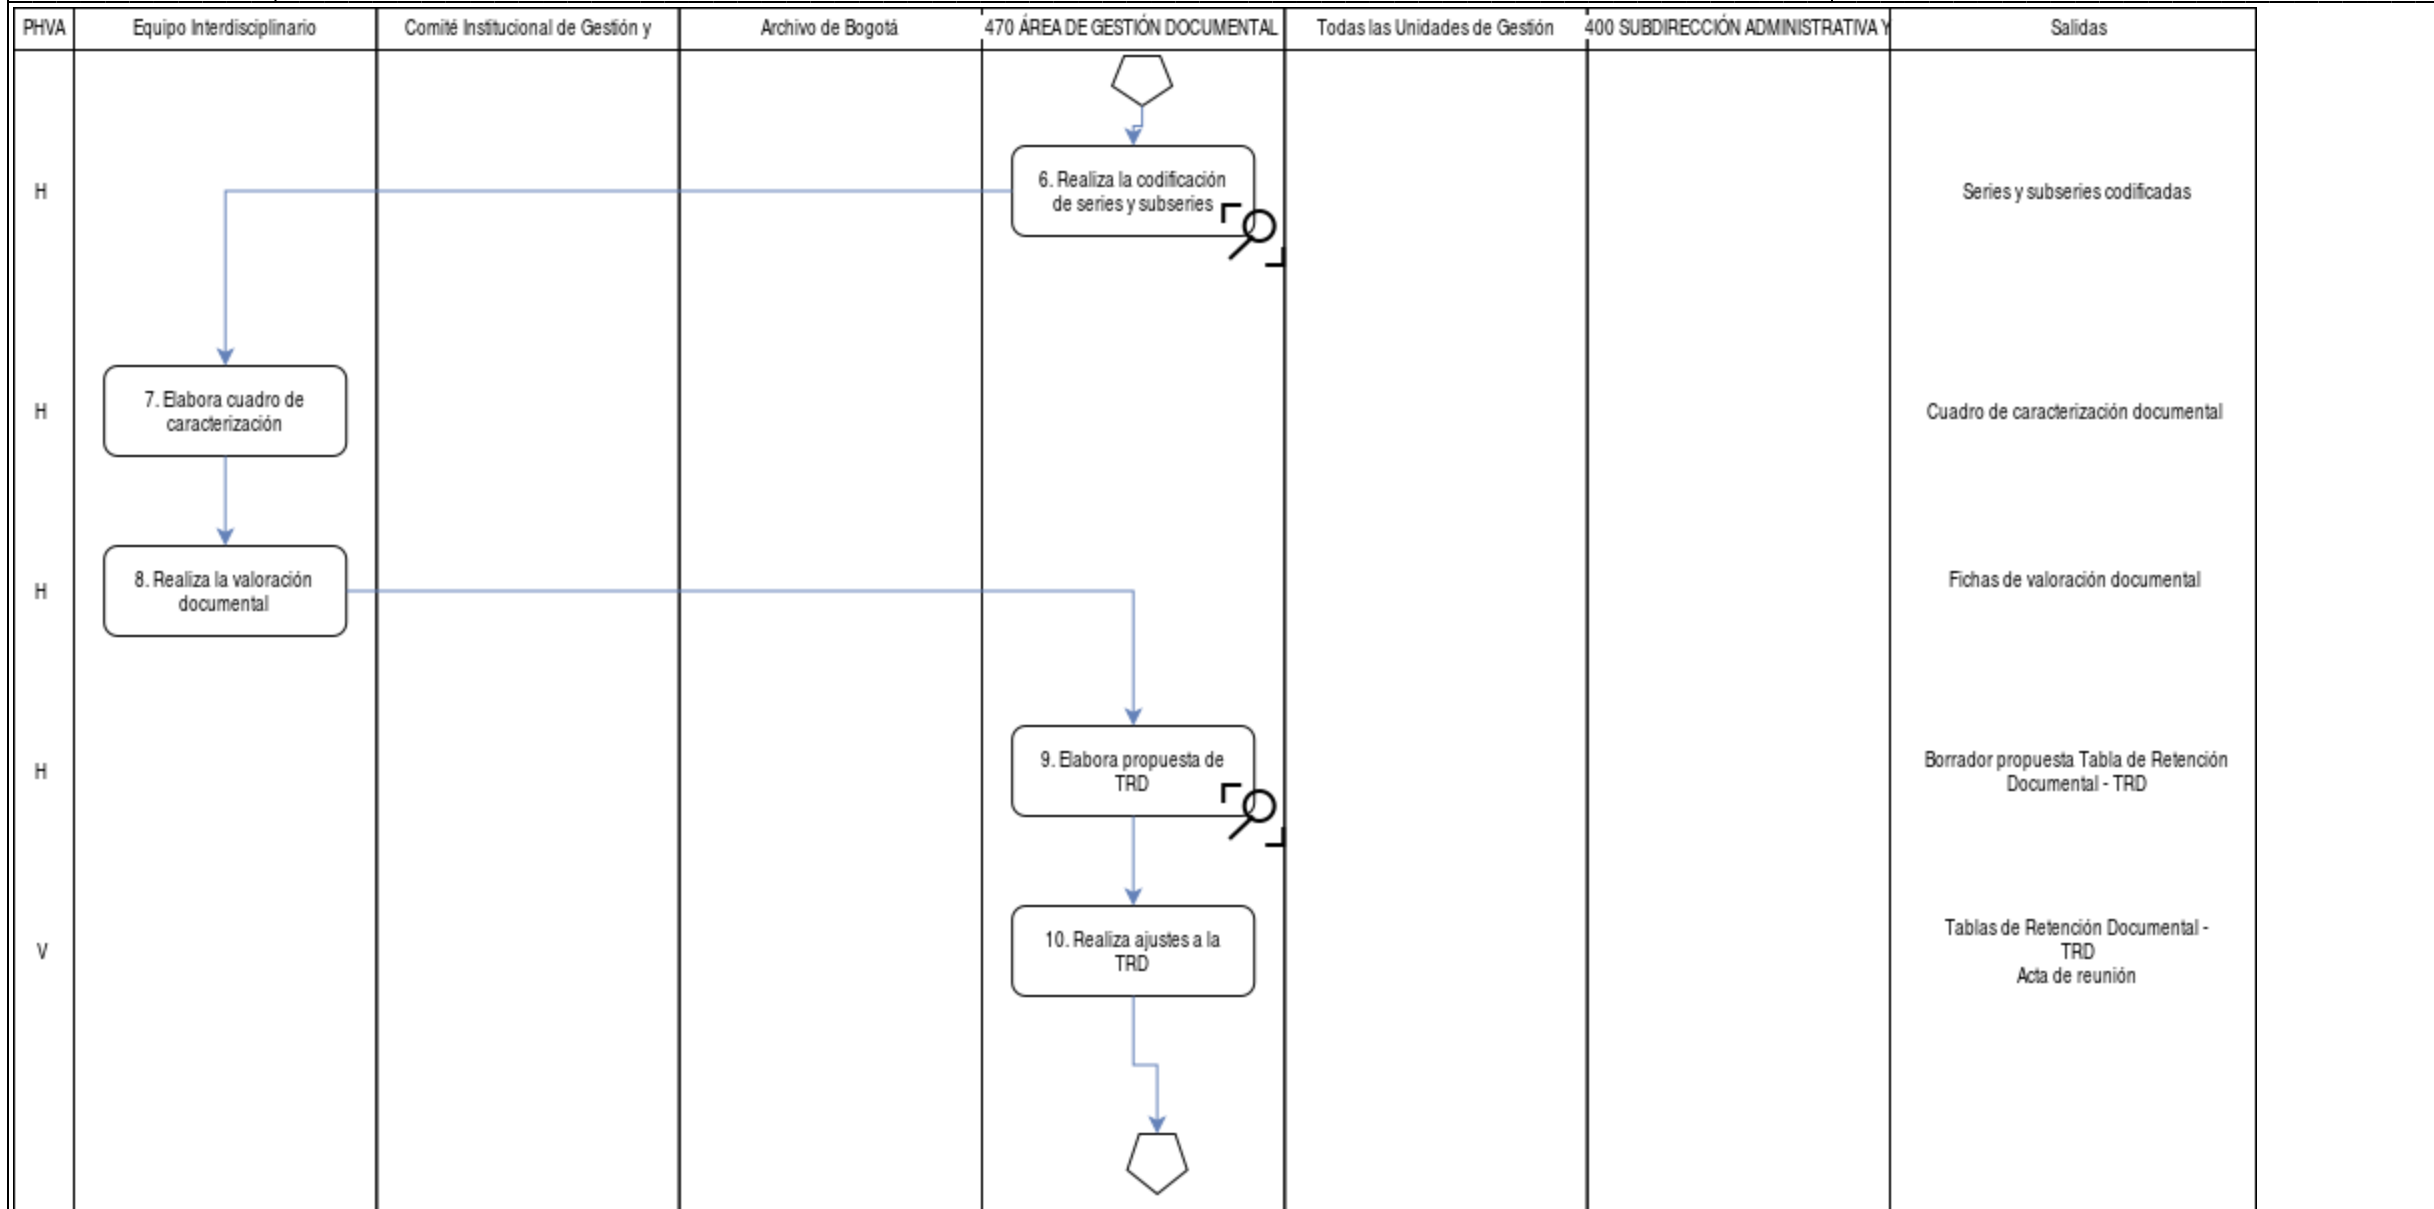 PHVA
Equipo Interdisciplinario
Comité Institucional de Gestión y
Archivo de Bogotá
470 ÁREA DE GESTIÓN DOCUMENTAL
Todas las Unidades de Gestión
400 SUBDIRECCIÓN ADMINISTRATIVA Y
Salidas
H
6. Realiza la codificación
de series y subseries
Series y subseries codificadas
H
7. Elabora cuadro de
caracterización
Cuadro de caracterización documental
H
8. Realiza la valoración
documental
Fichas de valoración documental
H
9. Elabora propuesta de
TRD
Borrador propuesta Tabla de Retención
Documental - TRD
V
10. Realiza ajustes a la
TRD
Tablas de Retención Documental -
TRD
Acta de reunión